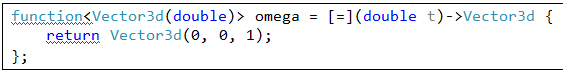 function<Vector3d(double)> omega = [=](double t)->Vector3d {
    return Vector3d(0, 0, 1);
};